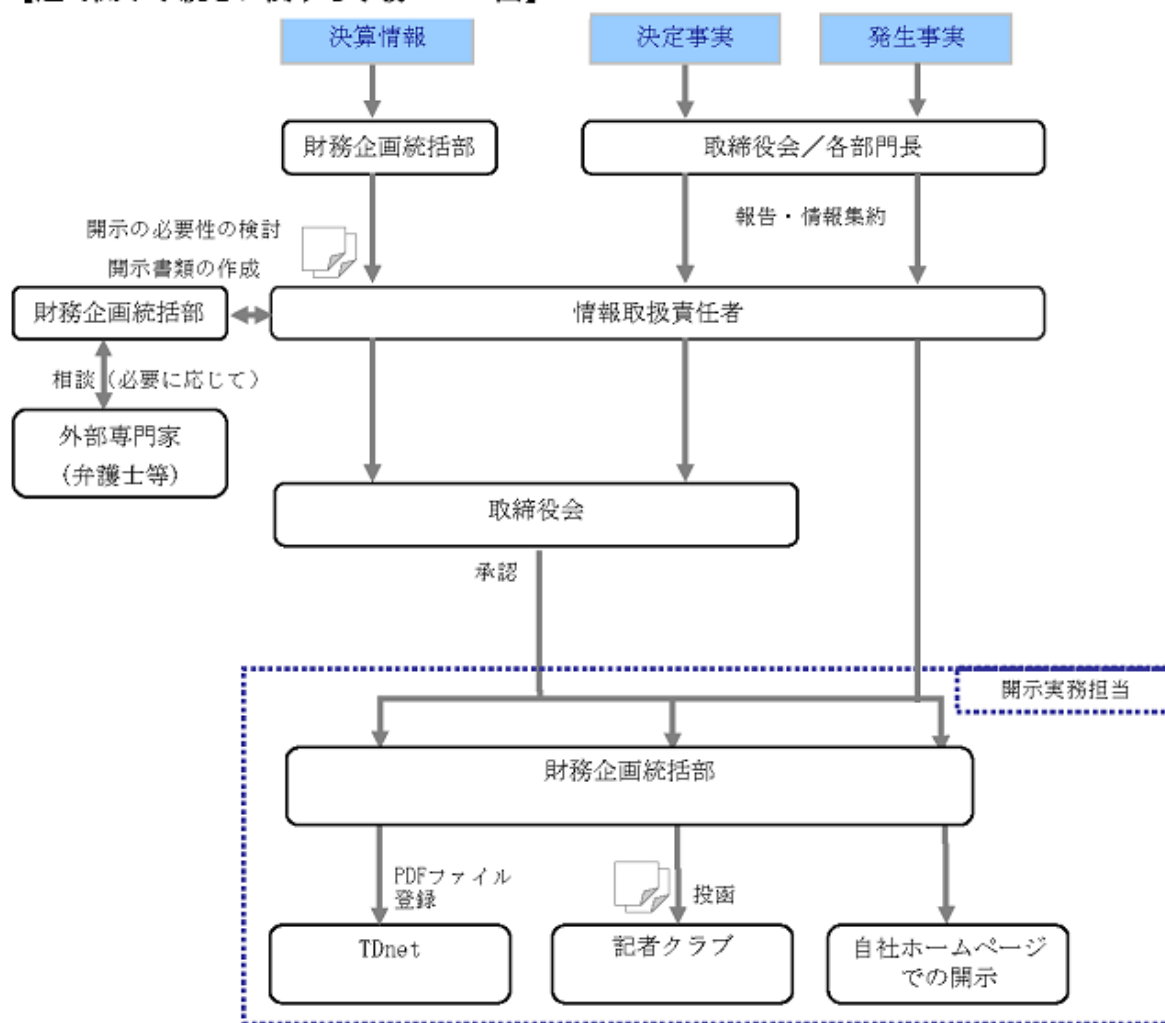 決算情報
決定事実
発生事実
財務企画統括部
取締役会／各部門長
報告・情報集約
開示の必要性の検討
開示書類の作成
財務企画統括部
情報取扱責任者
相談（必要に応じて）
外部専門家
(弁護士等)
取締役会
承認
開示実務担当
財務企画統括部
PDFファイル
登録
投函
TDnet
記者クラブ
自社ホームページ
での開示